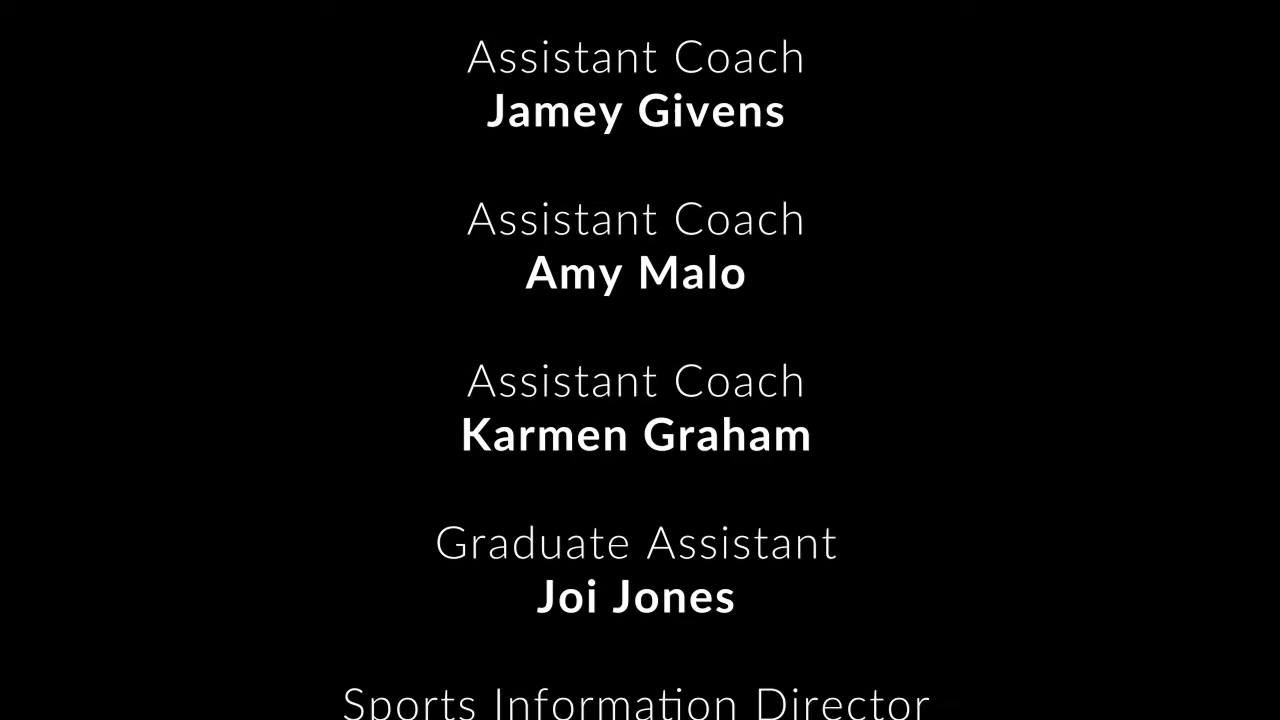 Assistant Coach
Jamey Givens
Assistant Coach
Amy Malo
Assistant Coach
Karmen Graham
Graduate Assistant
Joi Jones
Sports Information Director